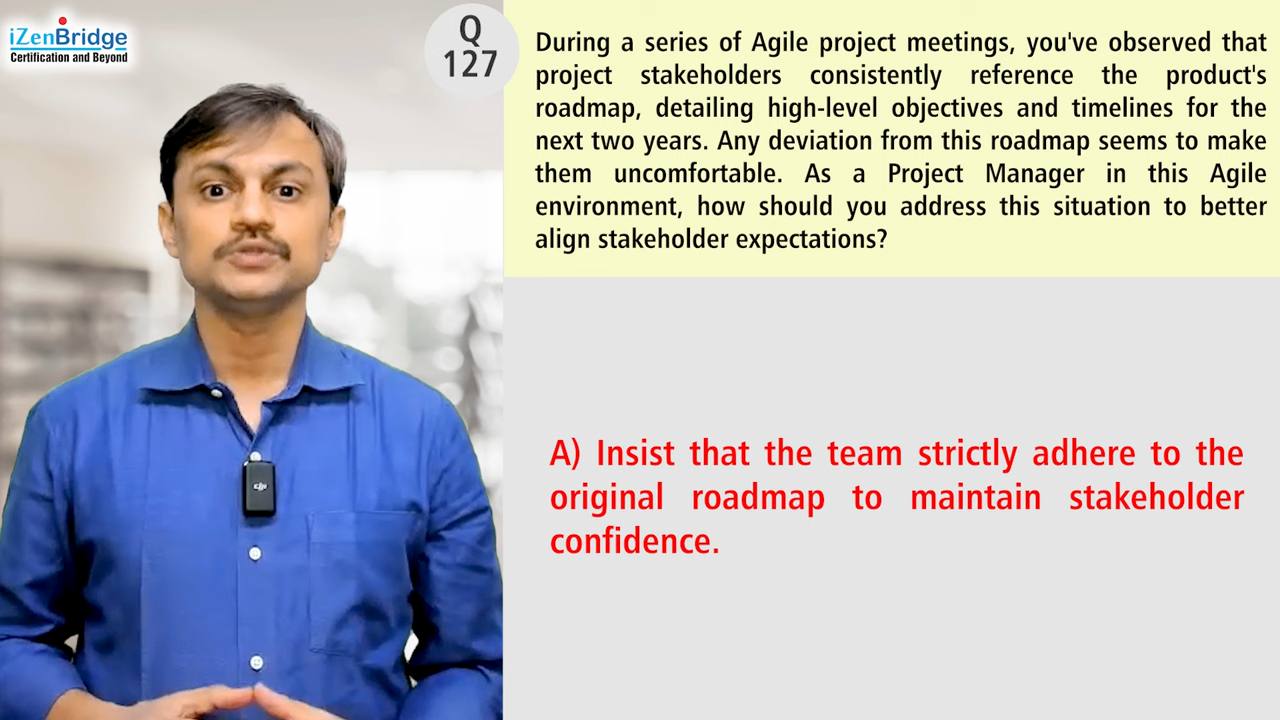 iZenBridge
Certification and Beyond
Q
127
During a series of Agile project meetings, you've observed that
project stakeholders consistently reference the product's
roadmap, detailing high-level objectives and timelines for the
next two years. Any deviation from this roadmap seems to make
them uncomfortable. As a Project Manager in this Agile
environment, how should you address this situation to better
align stakeholder expectations?
A) Insist that the team strictly adhere to the
original roadmap to maintain stakeholder
confidence.
dji